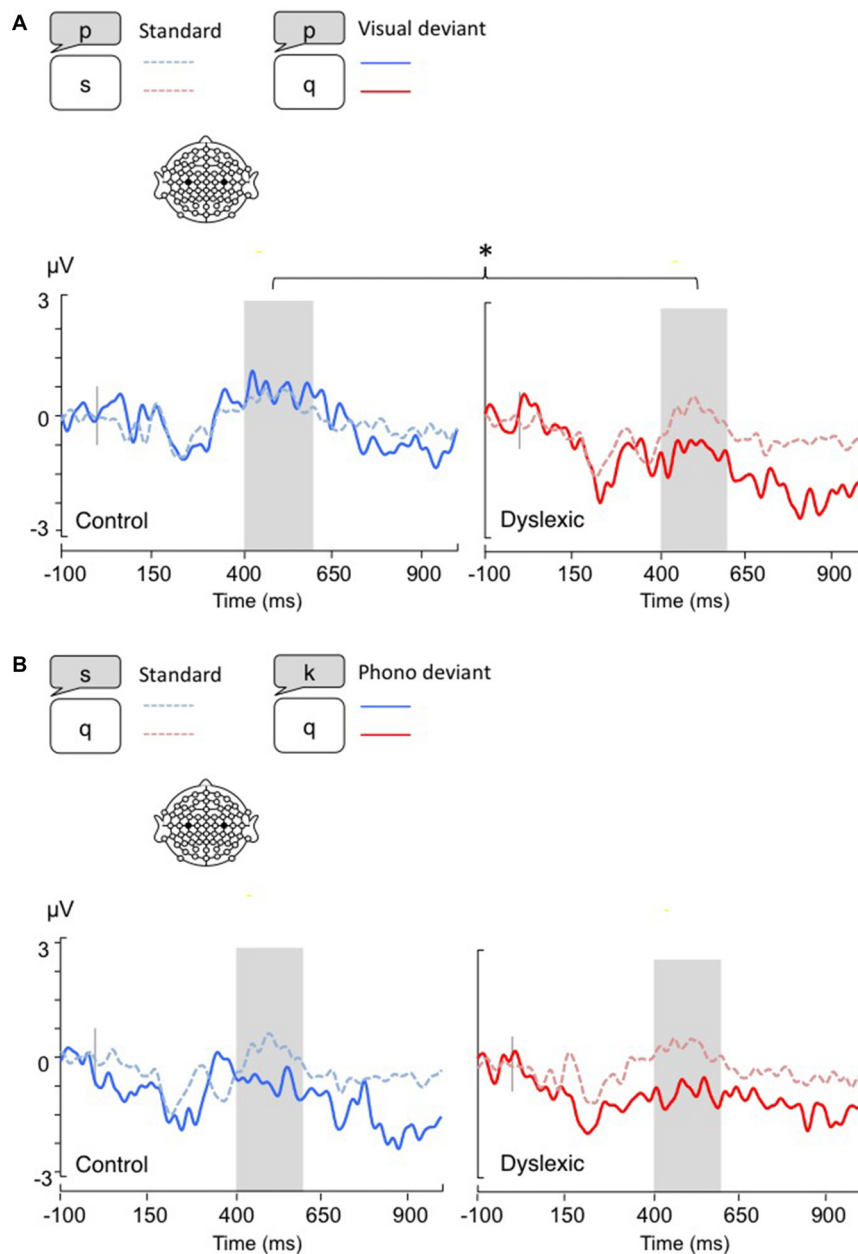 A
p Standard p Visual deviant
s q
*
µV
3 
0
-3
Control Dyslexic
-100 150 400 650 900 -100 150 400 650 900
Time (ms) Time (ms)
B
s Standard k Phono deviant
q q
µV
3
0
-3
Control Dyslexic
-100 150 400 650 900 -100 150 400 650 900
Time (ms) Time (ms)